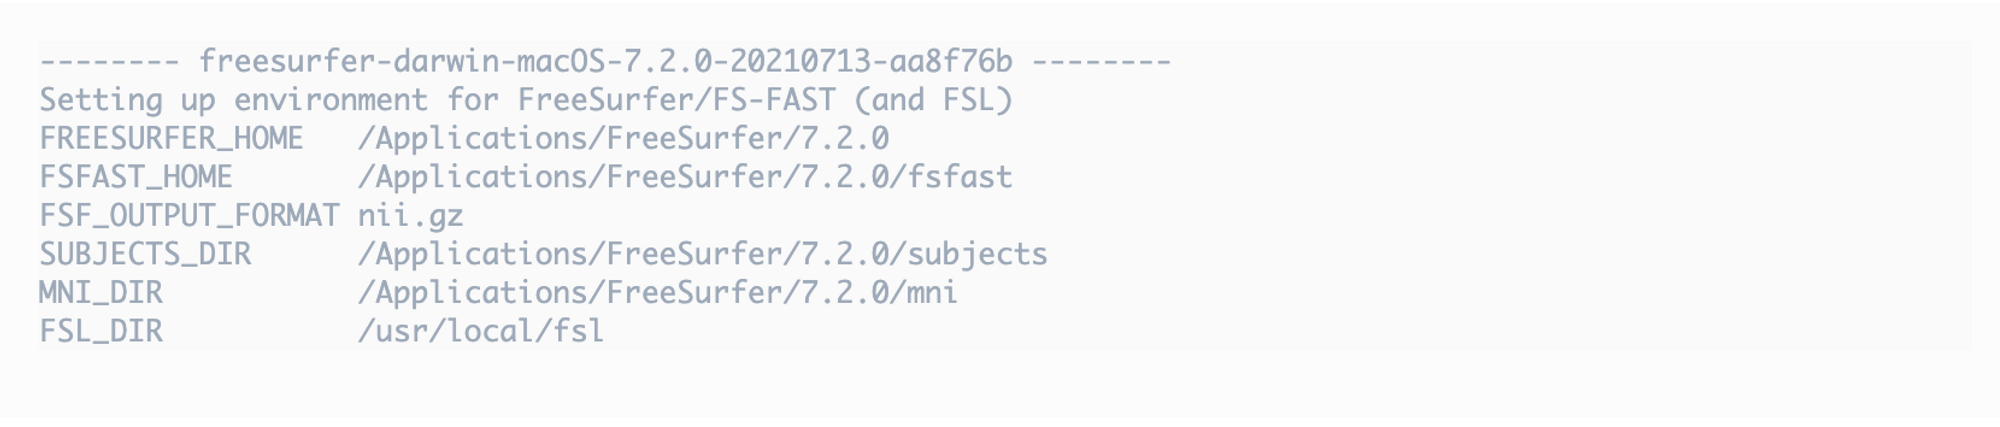 -------- freesurfer-darwin-macOS-7.2.0-20210713-aa8f76b --------
Setting up environment for FreeSurfer/FS-FAST (and FSL)
FREESURFER_HOME   /Applications/FreeSurfer/7.2.0
FSFAST_HOME       /Applications/FreeSurfer/7.2.0/fsfast
FSF_OUTPUT_FORMAT nii.gz
SUBJECTS_DIR      /Applications/FreeSurfer/7.2.0/subjects
MNI_DIR           /Applications/FreeSurfer/7.2.0/mni
FSL_DIR           /usr/local/fsl